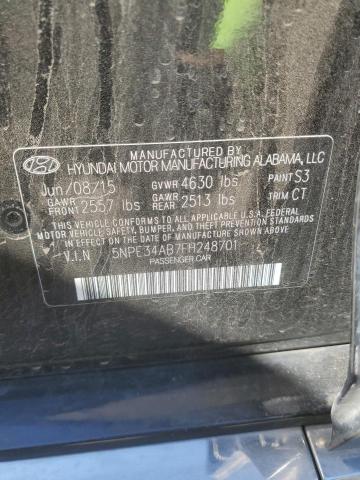 MANUFACTURED BY
HYUNDAI MOTOR MANUFACTURING ALABAMA, LLC
Jun/08/15 GVWR 4630 lbs PAINT S3
GAWR FRONT 2557 lbs GAWR REAR 2513 lbs TRIM CT
THIS VEHICLE CONFORMS TO ALL APPLICABLE U.S. FEDERAL
MOTOR VEHICLE SAFETY, BUMPER, AND THEFT PREVENTION
STANDARDS IN EFFECT ON THE DATE OF MANUFACTURE SHOWN ABOVE.
V.I.N 5NPE34AB7FH248701
PASSENGER CAR